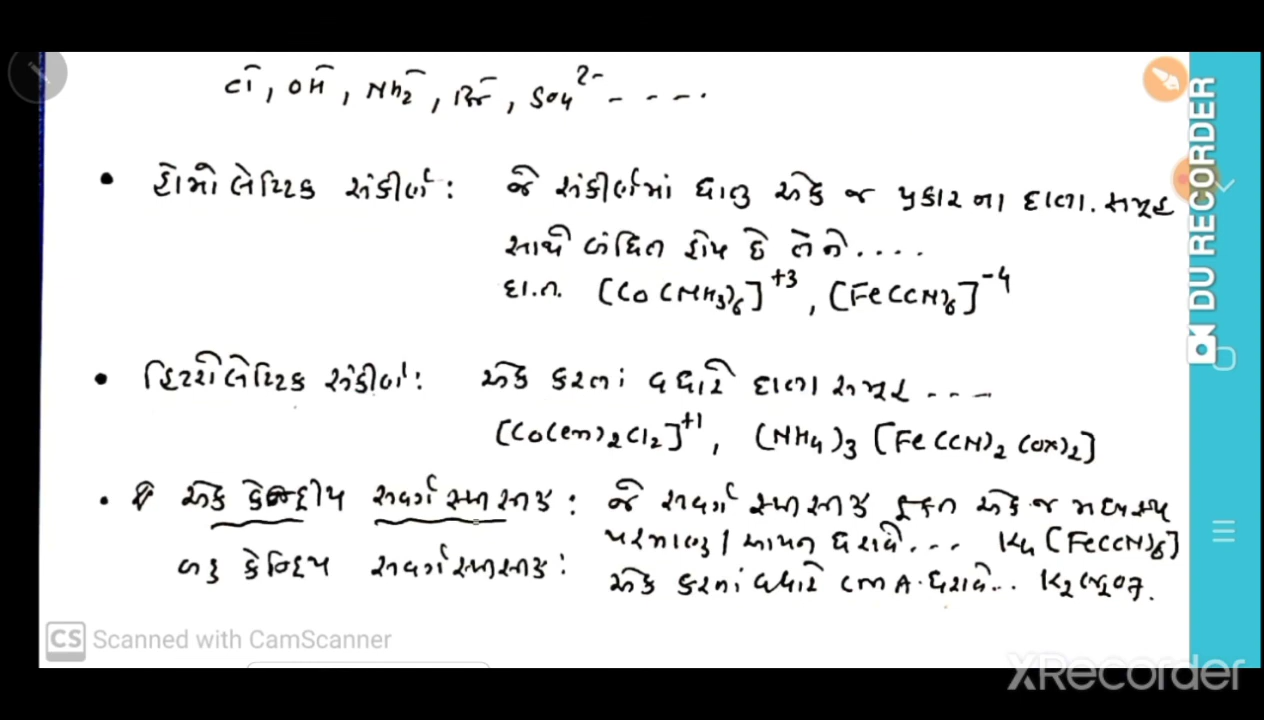 Cl⁻, OH⁻, NH₂⁻, Br⁻, SO₄²⁻ - - - - .
• હોમોલેપ્ટિક સંકીર્ણ : જે સંકીર્ણમાં ધાતુ એક જ પ્રકાર ના દાતા. સમૂહ
સાથે બંધિત હોય છે તેને ....
દા.ત. [Co(NH₃)₆]⁺³, [Fe(CN)₆]⁻⁴
• હિટરોલેપ્ટિક સંકીર્ણ : એક કરતાં વધારે દાતા સમૂહ - - -
[Co(en)₂Cl₂]⁺¹, (NH₄)₃ [Fe(CN)₂(ox)₂]
• એક કેન્દ્રીય સવર્ગ સંયોજન : જે સવર્ગ સંયોજન ફક્ત એક જ મધ્યસ્થ
પરમાણુ / આયન ધરાવે... K₄[Fe(CN)₆]
બહુ કેન્દ્રિય સવર્ગ સંયોજન : એક કરતાં વધારે CMA. ધરાવે.. K₂Cr₂O₇.
CS Scanned with CamScanner
DU RECORDER
XRecorder